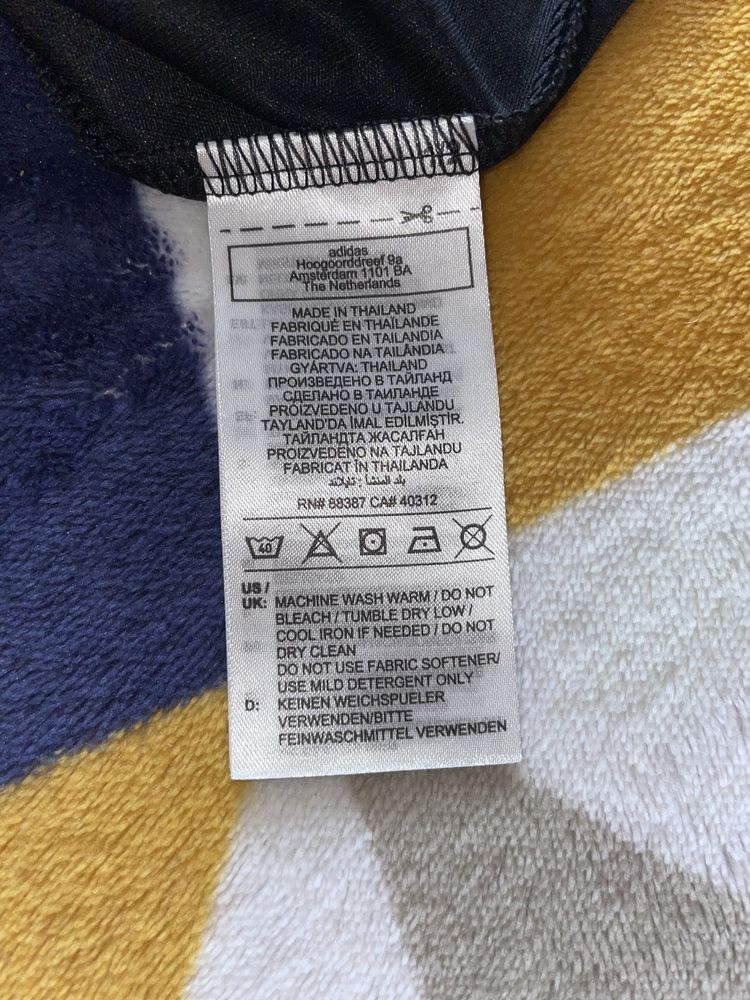 adidas
Hoogoorddreef 9a
Amsterdam 1101 BA
The Netherlands
MADE IN THAILAND
FABRIQUÉ EN THAÏLANDE
FABRICADO EN TAILANDIA
FABRICADO NA TAILÂNDIA
GYÁRTVA: THAILAND
ПРОИЗВЕДЕНО В ТАЙЛАНД
СДЕЛАНО В ТАИЛАНДЕ
PROIZVEDENO U TAJLANDU
TAYLAND'DA İMAL EDİLMİŞTİR.
ТАЙЛАНДТА ЖАСАЛҒАН
PROIZVEDENO NA TAJLANDU
FABRICAT ÎN THAILANDA
بلد المنشأ : تايلاند
RN# 88387 CA# 40312
40
US /
UK: MACHINE WASH WARM / DO NOT
BLEACH / TUMBLE DRY LOW /
COOL IRON IF NEEDED / DO NOT
DRY CLEAN
DO NOT USE FABRIC SOFTENER/
USE MILD DETERGENT ONLY
D: KEINEN WEICHSPUELER
VERWENDEN/BITTE
FEINWASCHMITTEL VERWENDEN